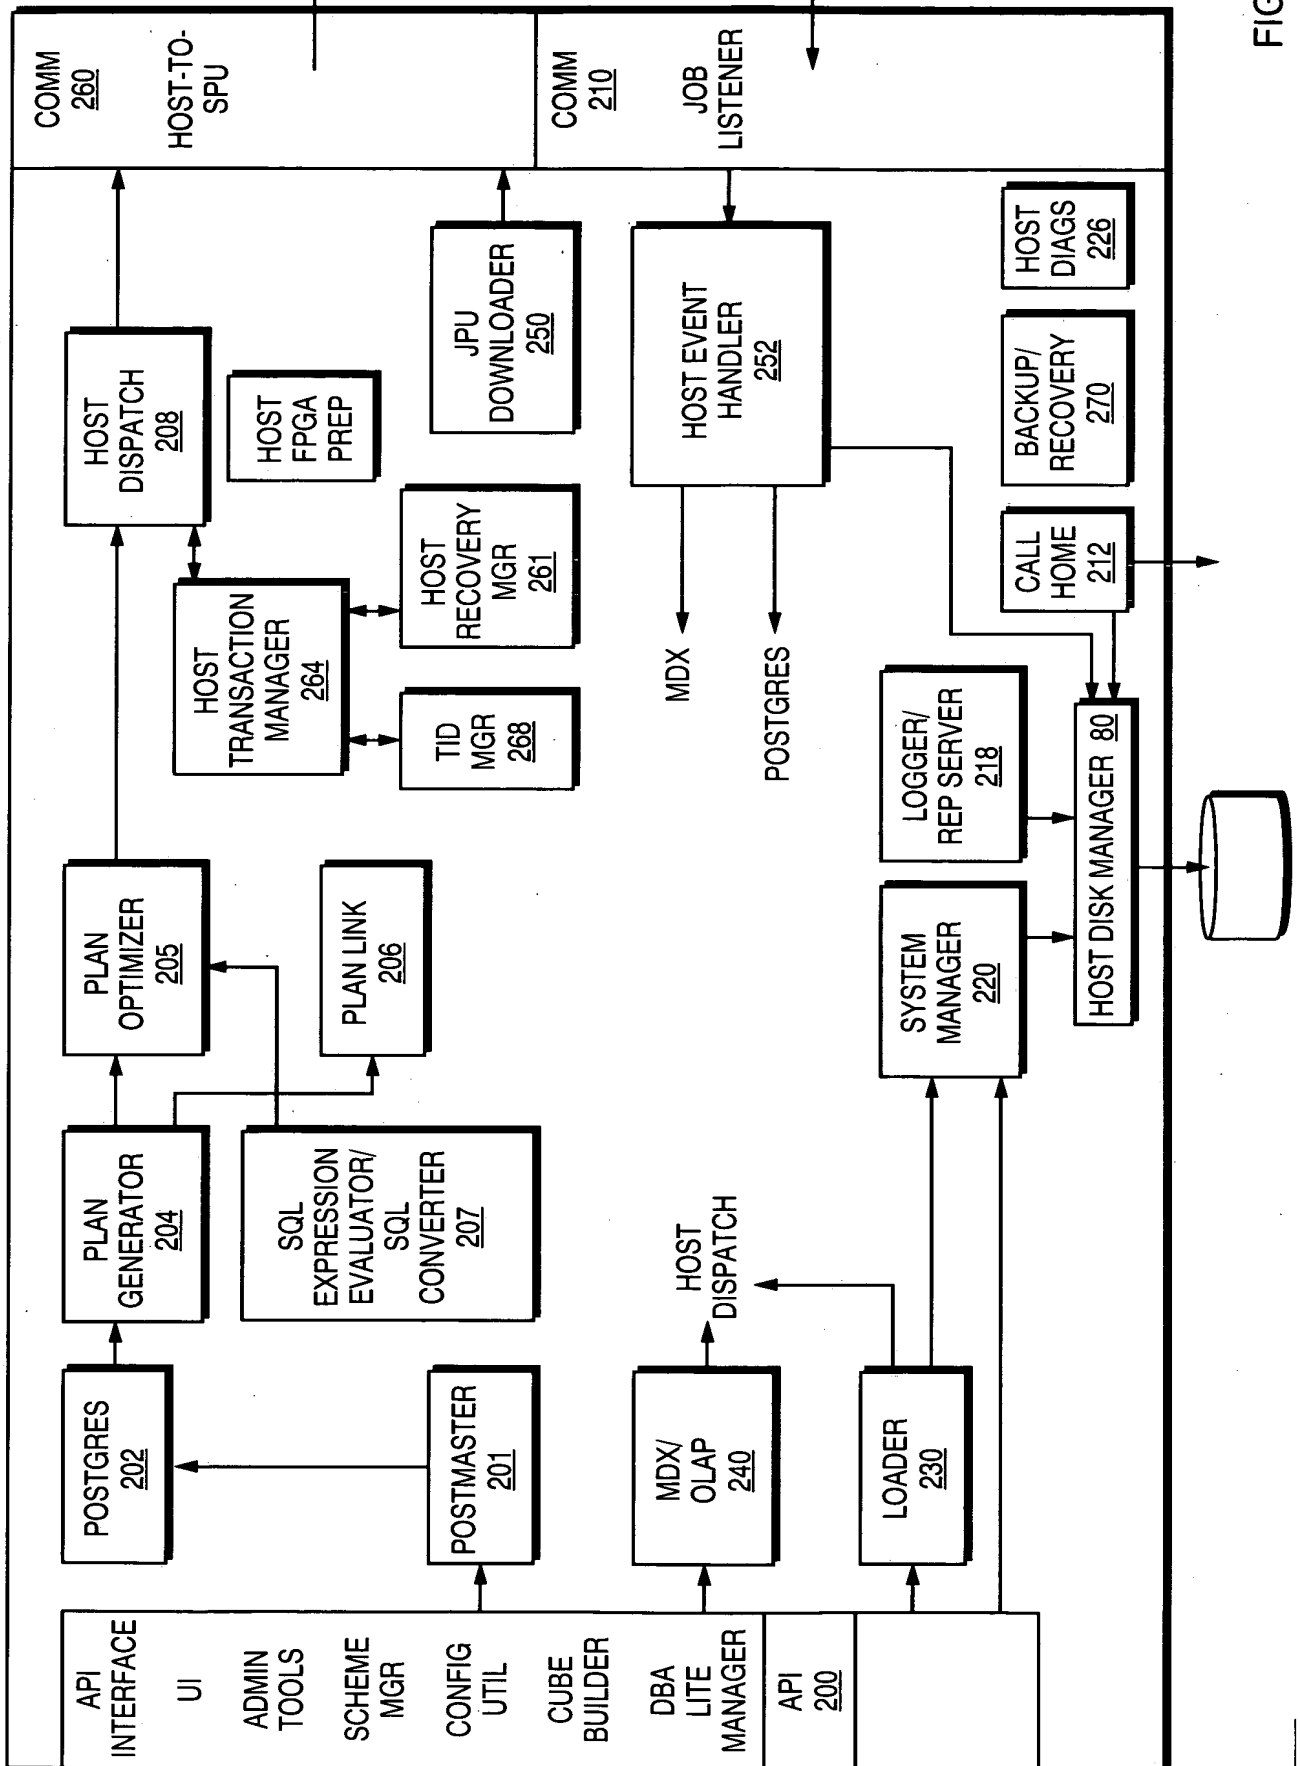 API
INTERFACE
UI
ADMIN
TOOLS
SCHEME
MGR
CONFIG
UTIL
CUBE
BUILDER
DBA
LITE
MANAGER
API
200
POSTGRES
202
POSTMASTER
201
MDX/
OLAP
240
LOADER
230
PLAN
GENERATOR
204
SQL
EXPRESSION
EVALUATOR/
SQL
CONVERTER
207
HOST
DISPATCH
PLAN
OPTIMIZER
205
PLAN LINK
206
SYSTEM
MANAGER
220
HOST DISK MANAGER 80
HOST
TRANSACTION
MANAGER
264
TID
MGR
268
MDX
POSTGRES
LOGGER/
REP SERVER
218
HOST
DISPATCH
208
HOST
FPGA
PREP
HOST
RECOVERY
MGR
261
JPU
DOWNLOADER
250
HOST EVENT
HANDLER
252
CALL
HOME
212
BACKUP/
RECOVERY
270
HOST
DIAGS
226
COMM
260
HOST-TO-
SPU
COMM
210
JOB
LISTENER
FIG